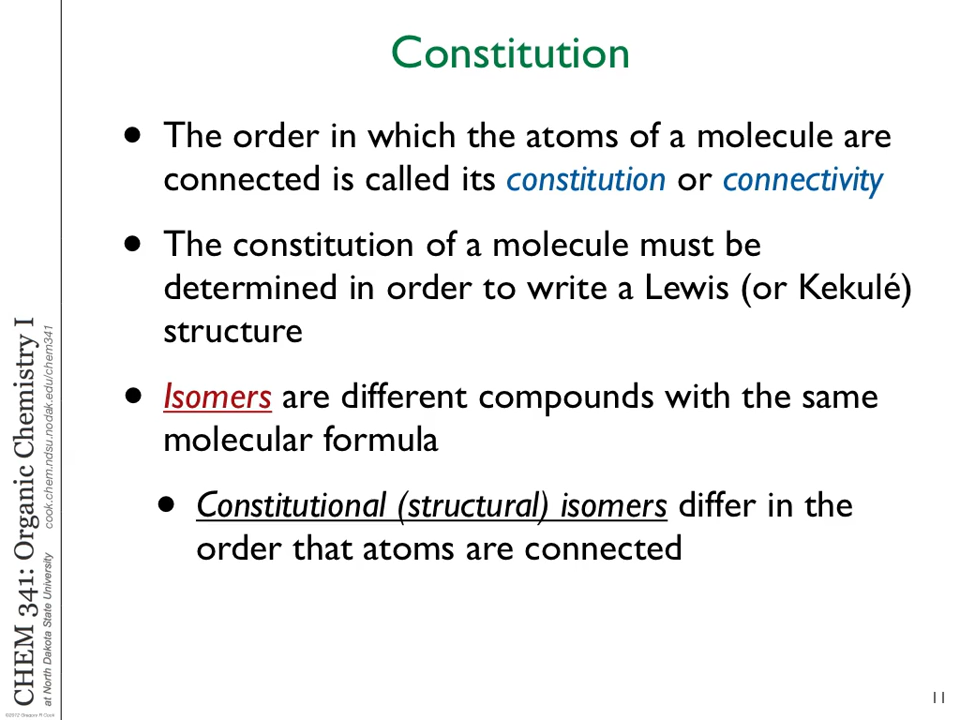 Constitution
• The order in which the atoms of a molecule are
connected is called its constitution or connectivity
• The constitution of a molecule must be
determined in order to write a Lewis (or Kekulé)
structure
• Isomers are different compounds with the same
molecular formula
• Constitutional (structural) isomers differ in the
order that atoms are connected
CHEM 341: Organic Chemistry I
at North Dakota State University cook.chem.ndsu.nodak.edu/chem341
©2012 Gregory R Cook
11